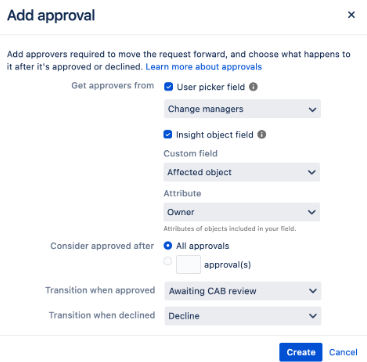 Add approval
Add approvers required to move the request forward, and choose what happens to
it after it's approved or declined. Learn more about approvals
Get approvers from
User picker field
Change managers
Insight object field
Custom field
Affected object
Attribute
Owner
Attributes of objects included in your field.
Consider approved after
All approvals
approval(s)
Transition when approved
Awaiting CAB review
Transition when declined
Decline
Create
Cancel